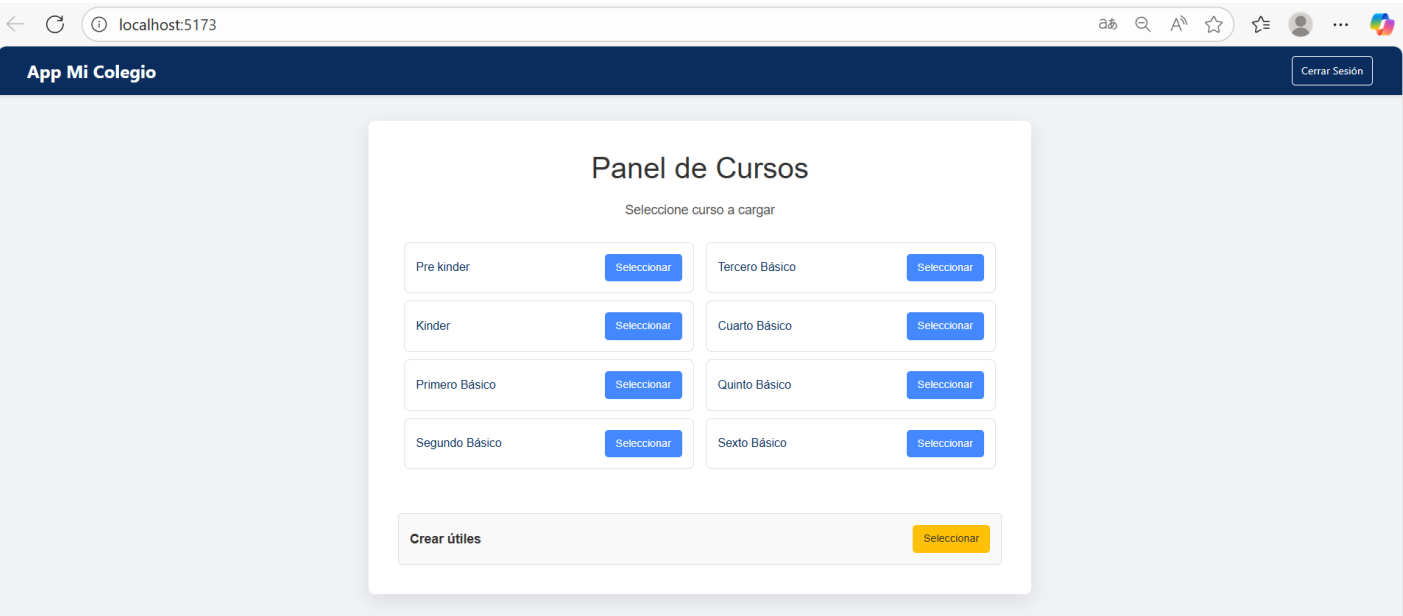 localhost:5173
App Mi Colegio
Cerrar Sesión
Panel de Cursos
Seleccione curso a cargar
Pre kinder Seleccionar
Tercero Básico Seleccionar
Kinder Seleccionar
Cuarto Básico Seleccionar
Primero Básico Seleccionar
Quinto Básico Seleccionar
Segundo Básico Seleccionar
Sexto Básico Seleccionar
Crear útiles Seleccionar